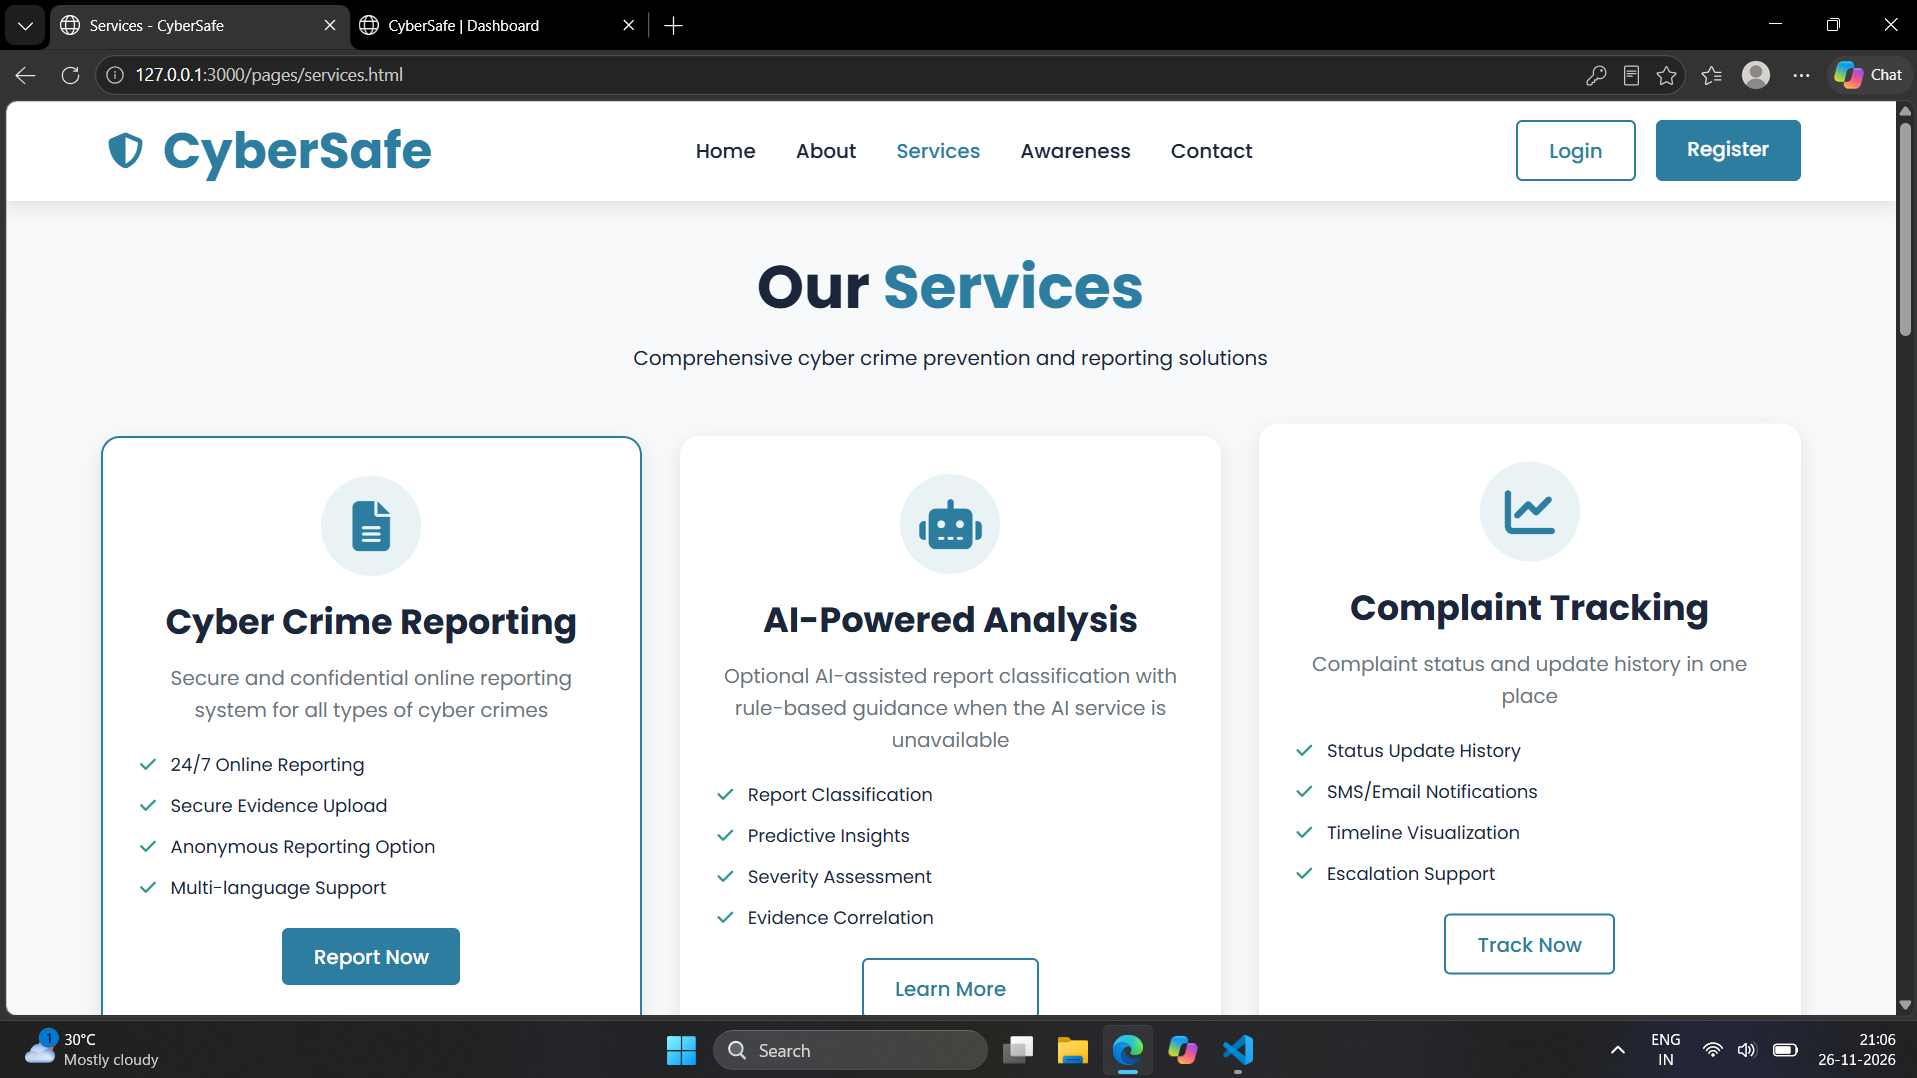 Services - CyberSafe
CyberSafe | Dashboard
127.0.0.1:3000/pages/services.html
Chat
CyberSafe
Home
About
Services
Awareness
Contact
Login
Register
Our Services
Comprehensive cyber crime prevention and reporting solutions
Cyber Crime Reporting
Secure and confidential online reporting
system for all types of cyber crimes
24/7 Online Reporting
Secure Evidence Upload
Anonymous Reporting Option
Multi-language Support
Report Now
AI-Powered Analysis
Optional AI-assisted report classification with
rule-based guidance when the AI service is
unavailable
Report Classification
Predictive Insights
Severity Assessment
Evidence Correlation
Learn More
Complaint Tracking
Complaint status and update history in one
place
Status Update History
SMS/Email Notifications
Timeline Visualization
Escalation Support
Track Now
1
30°C
Mostly cloudy
Search
ENG
IN
21:06
26-11-2026